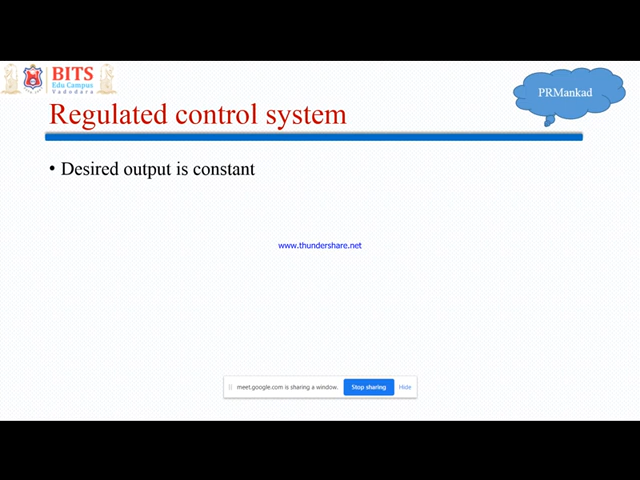 BITS
Edu Campus
Vadodara
PRMankad
Regulated control system
• Desired output is constant
www.thundershare.net
meet.google.com is sharing a window.
Stop sharing
Hide